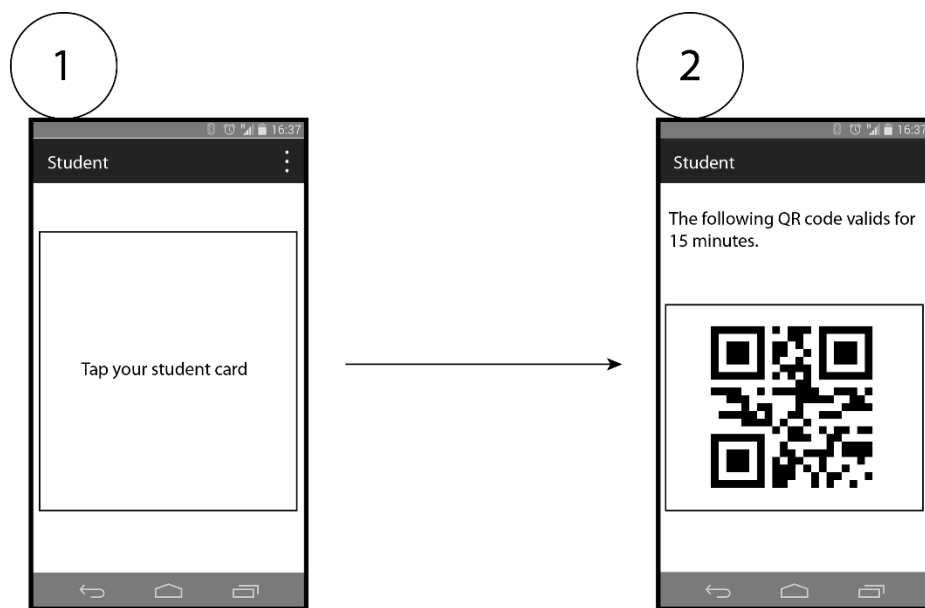 1
16:37
Student
Tap your student card
2
16:37
Student
The following QR code valids for
15 minutes.